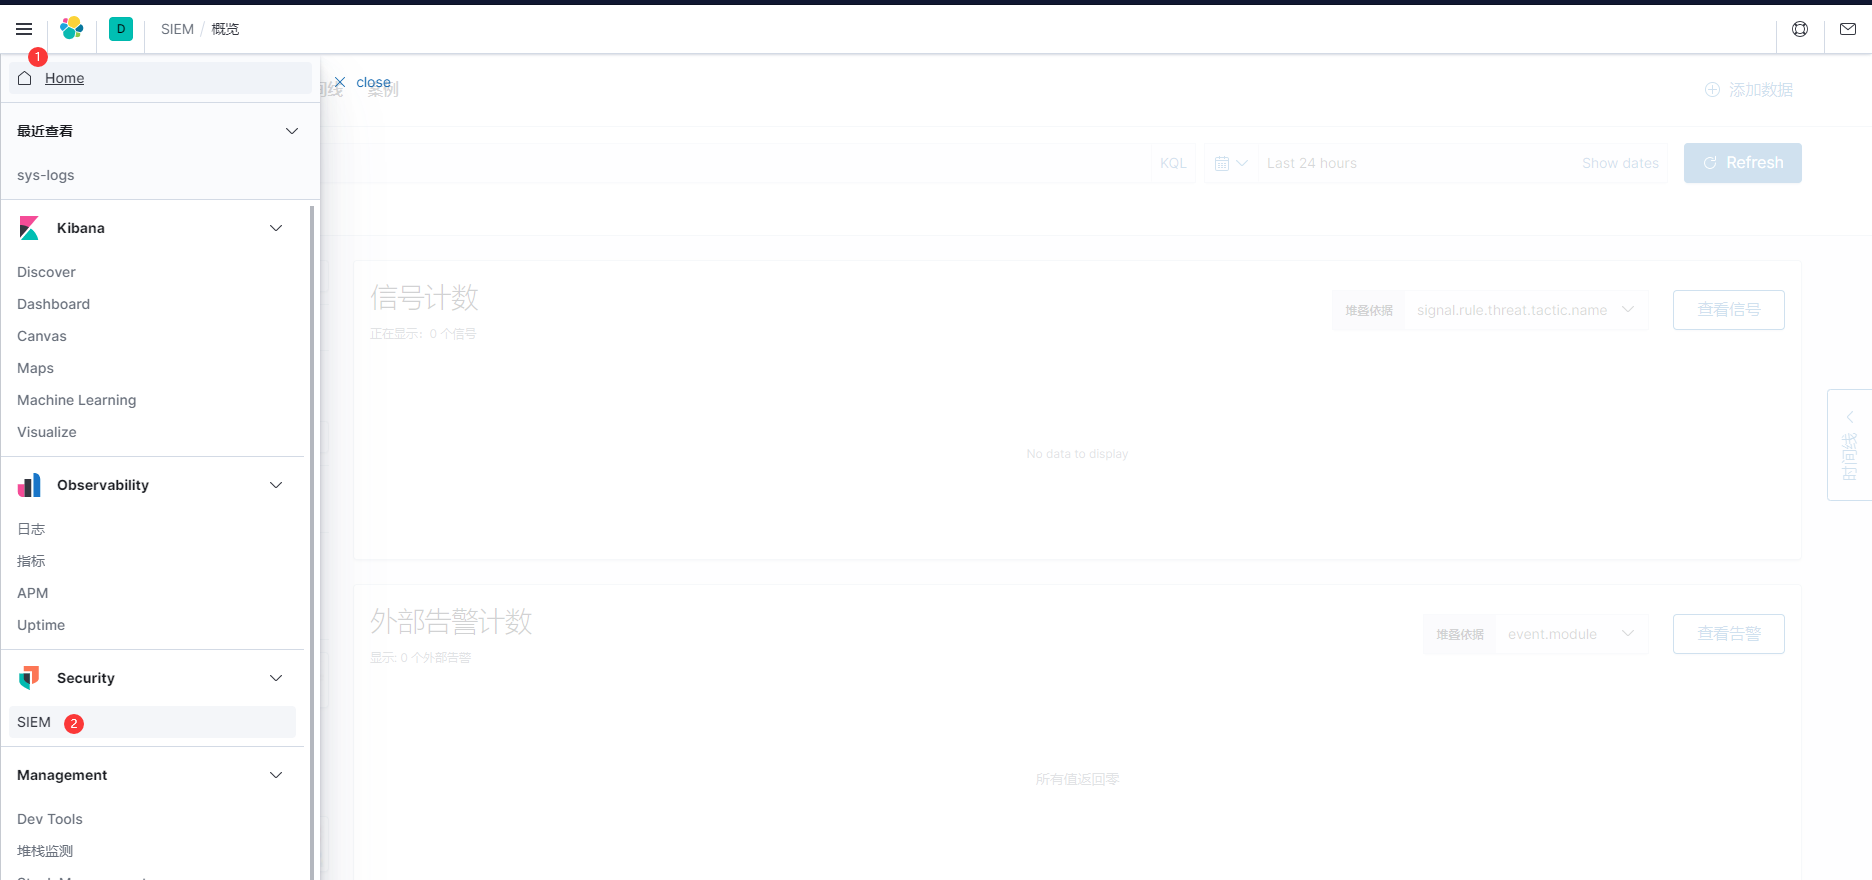 D
SIEM / 概览
1
Home
close
间线 案例
添加数据
最近查看
sys-logs
KQL
Last 24 hours
Show dates
Refresh
Kibana
Discover
Dashboard
Canvas
Maps
Machine Learning
Visualize
信号计数
正在显示: 0 个信号
堆叠依据
signal.rule.threat.tactic.name
查看信号
No data to display
时间线
Observability
日志
指标
APM
Uptime
外部告警计数
显示: 0 个外部告警
堆叠依据
event.module
查看告警
所有值返回零
Security
SIEM 2
Management
Dev Tools
堆栈监测